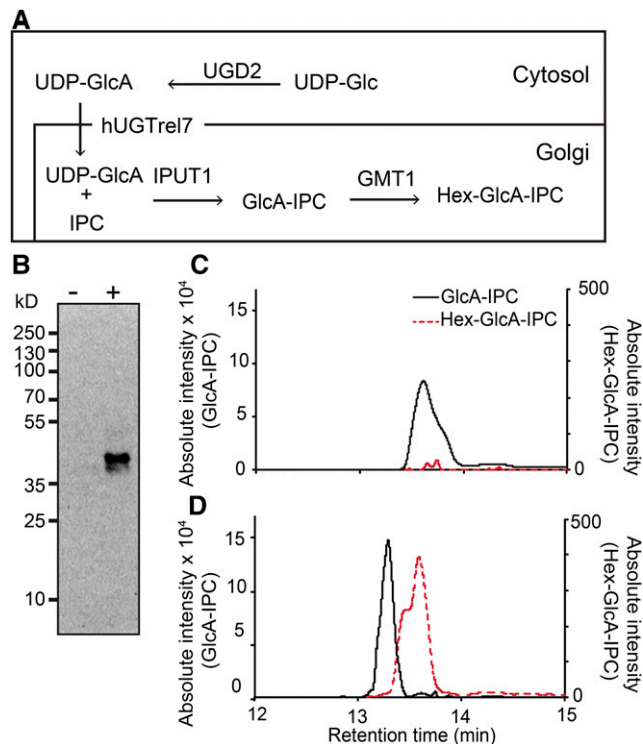 A
UDP-GlcA UGD2 UDP-Glc Cytosol
hUGTrel7
Golgi
UDP-GlcA IPUT1 GMT1
+ GlcA-IPC Hex-GlcA-IPC
IPC
B
- +
kD
250
130
100
70
55
35
25
10
C
Absolute intensity x 10⁴
(GlcA-IPC)
15
10
5
0
GlcA-IPC
Hex-GlcA-IPC
500
0
Absolute intensity
(Hex-GlcA-IPC)
D
Absolute intensity x 10⁴
(GlcA-IPC)
15
10
5
0
500
0
Absolute intensity
(Hex-GlcA-IPC)
12 13 14 15
Retention time (min)